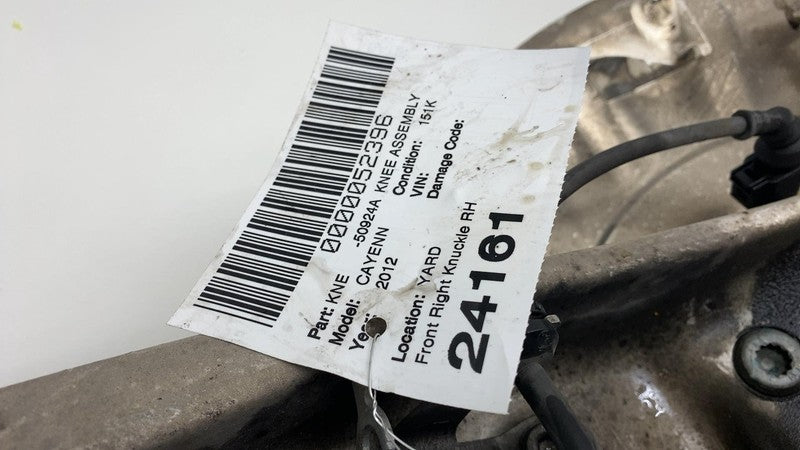 0000052396
Part: KNE -50924A KNEE ASSEMBLY
Model: CAYENN Condition: 151K
Year: 2012 VIN:
Damage Code:
Location: YARD
Front Right Knuckle RH
24161